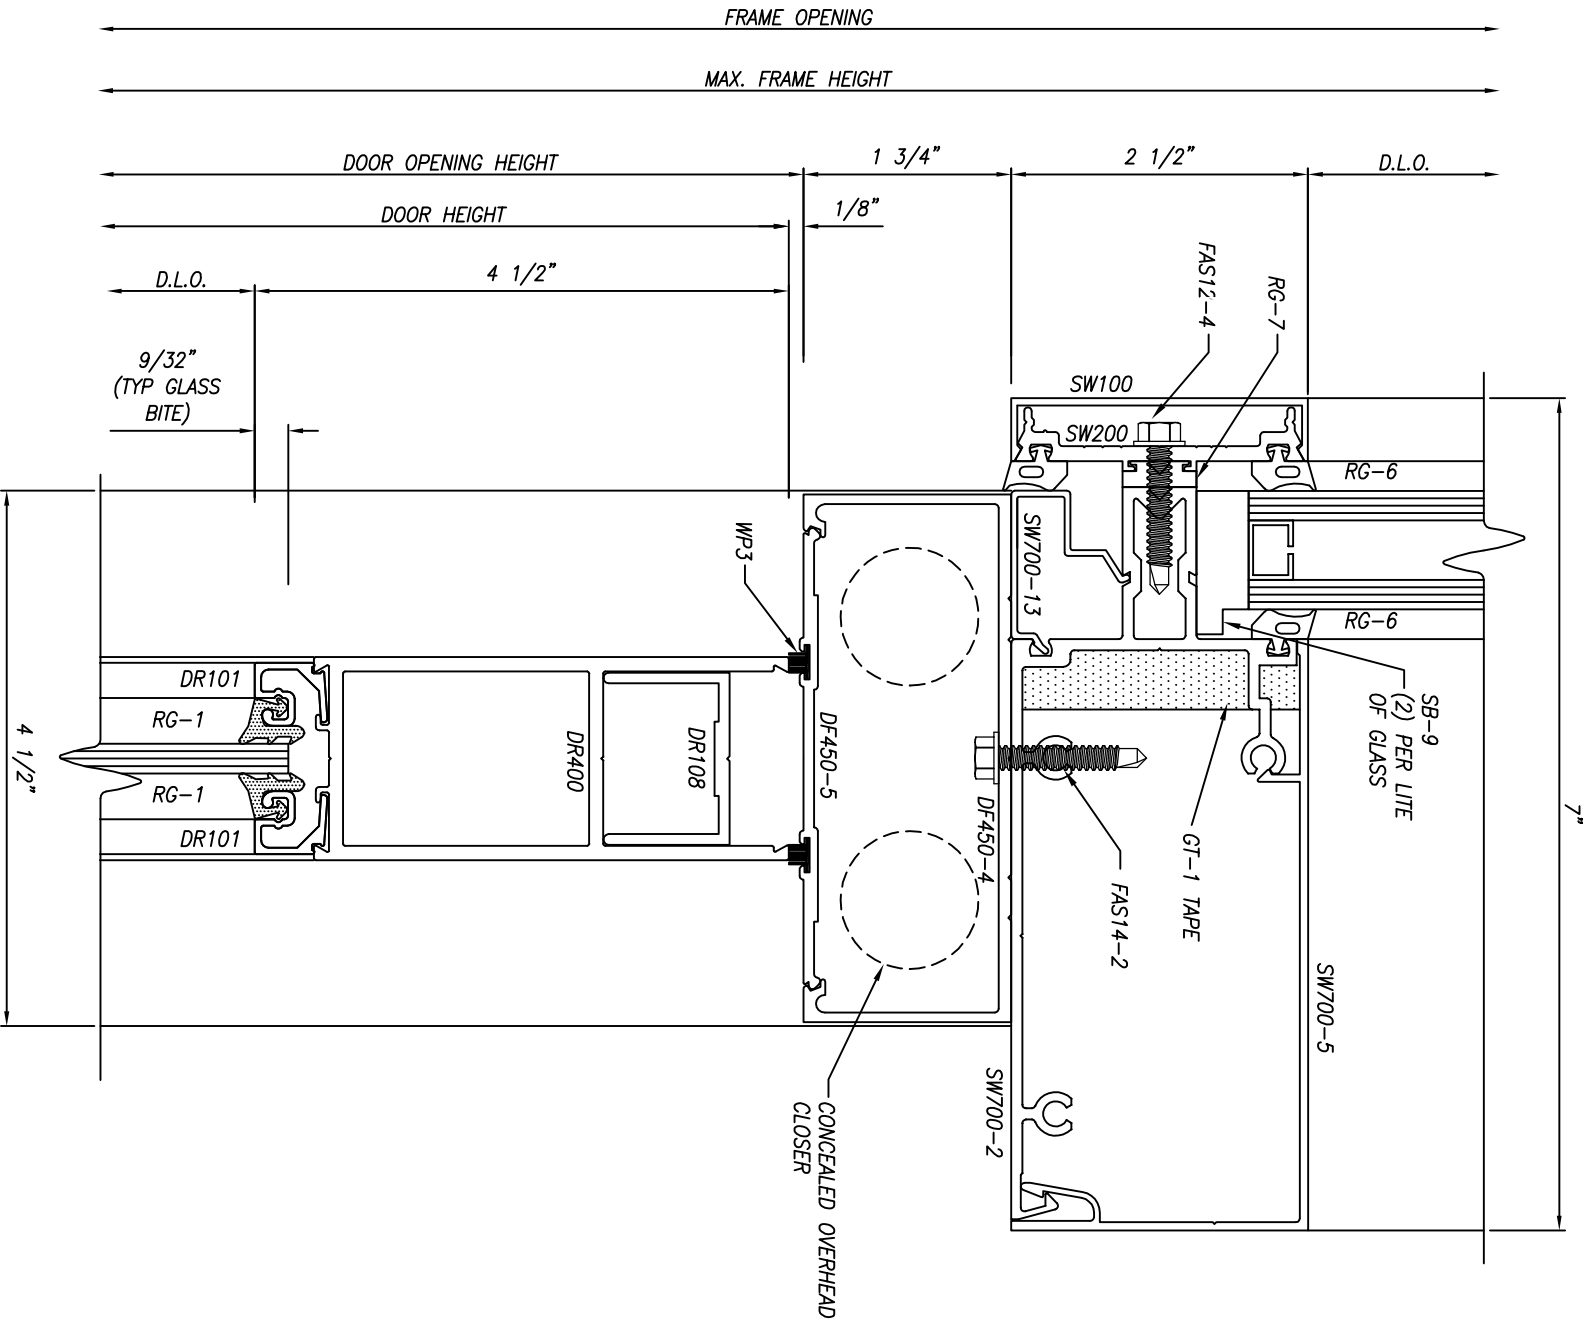 FRAME OPENING
MAX. FRAME HEIGHT
DOOR OPENING HEIGHT
1 3/4"
2 1/2"
D.L.O.
DOOR HEIGHT
1/8"
D.L.O.
4 1/2"
9/32"
(TYP GLASS
BITE)
FAS12-4
RG-7
SW100
SW200
RG-6
SW700-13
RG-6
WP3
SB-9
(2) PER LITE
OF GLASS
7"
DR101
RG-1
RG-1
DR101
DR400
DR108
DF450-5
DF450-4
FAS14-2
GT-1 TAPE
SW700-5
SW700-2
4 1/2"
CONCEALED OVERHEAD
CLOSER